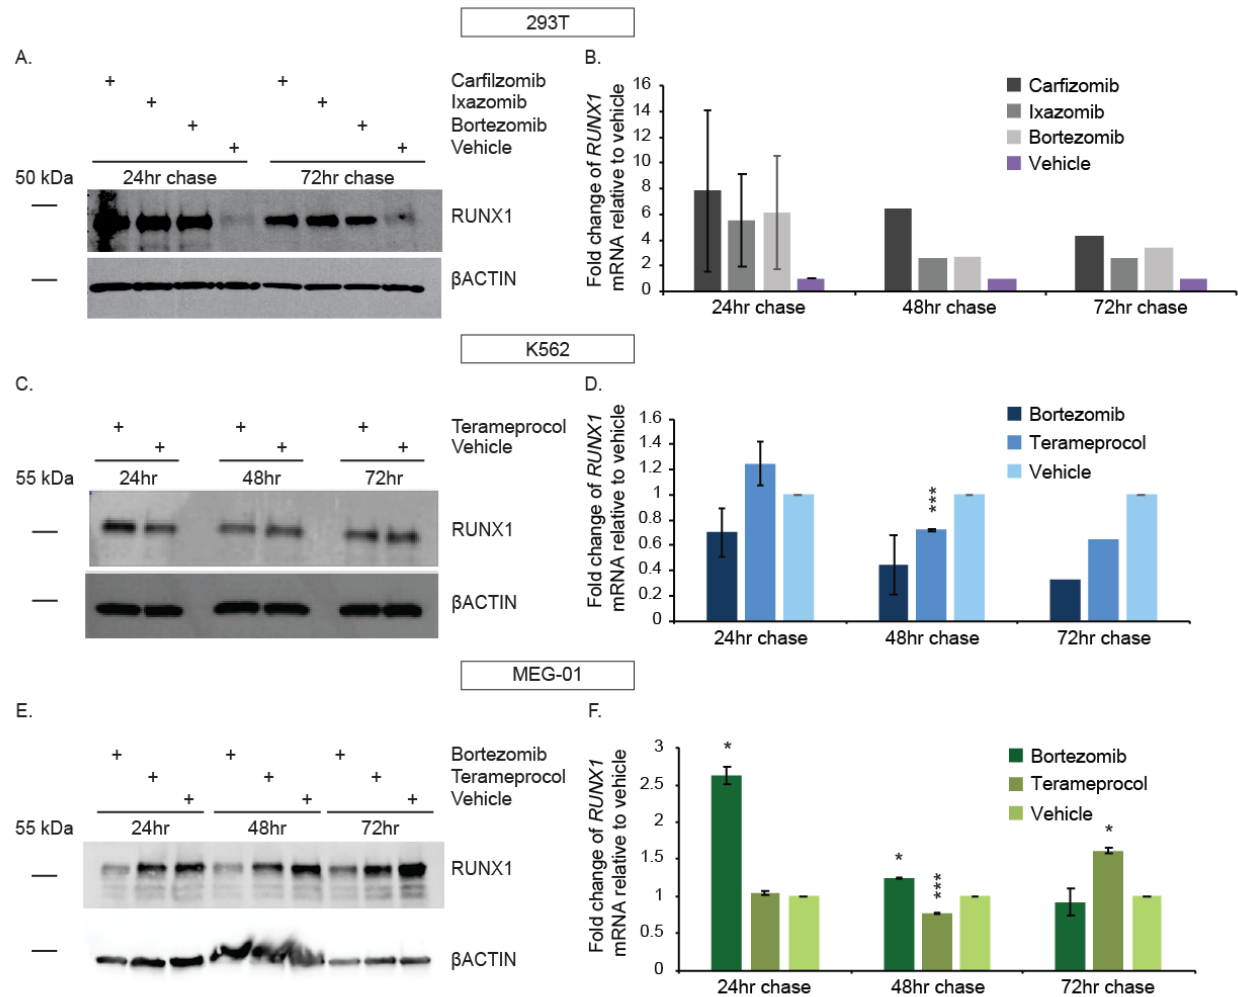 293T
A.
+ + Carfilzomib
+ + Ixazomib
+ + Bortezomib
+ + Vehicle
24hr chase 72hr chase
50 kDa
RUNX1
βACTIN
B.
Fold change of RUNX1
mRNA relative to vehicle
16
14
12
10
8
6
4
2
0
Carfizomib
Ixazomib
Bortezomib
Vehicle
24hr chase 48hr chase 72hr chase
K562
C.
+ + + Terameprocol
+ + + Vehicle
55 kDa 24hr 48hr 72hr
RUNX1
βACTIN
D.
Fold change of RUNX1
mRNA relative to vehicle
1.6
1.4
1.2
1
0.8
0.6
0.4
0.2
0
***
Bortezomib
Terameprocol
Vehicle
24hr chase 48hr chase 72hr chase
MEG-01
E.
+ + + Bortezomib
+ + + Terameprocol
+ + + Vehicle
55 kDa 24hr 48hr 72hr
RUNX1
βACTIN
F.
Fold change of RUNX1
mRNA relative to vehicle
3
2.5
2
1.5
1
0.5
0
*
*
***
*
Bortezomib
Terameprocol
Vehicle
24hr chase 48hr chase 72hr chase